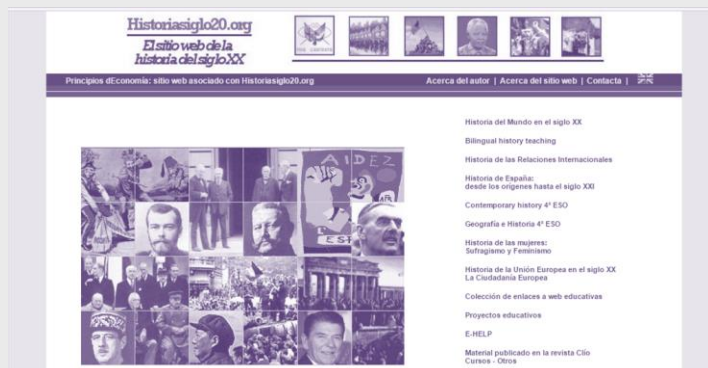 Historiasiglo20.org
El sitio web de la
historia del siglo XX
Principios dEconomía: sitio web asociado con Historiasiglo20.org
Acerca del autor | Acerca del sitio web | Contacta |
AIDEZ
Historia del Mundo en el siglo XX
Bilingual history teaching
Historia de las Relaciones Internacionales
Historia de España:
desde los orígenes hasta el siglo XXI
Contemporary history 4º ESO
Geografía e Historia 4º ESO
Historia de las mujeres:
Sufragismo y Feminismo
Historia de la Unión Europea en el siglo XX
La Ciudadanía Europea
Colección de enlaces a web educativas
Proyectos educativos
E-HELP
Material publicado en la revista Clío
Cursos - Otros